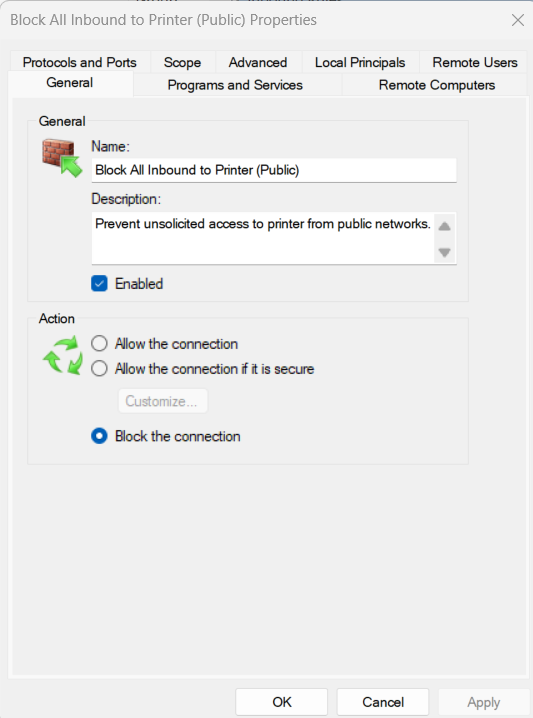 Block All Inbound to Printer (Public) Properties
Protocols and Ports Scope Advanced Local Principals Remote Users
General Programs and Services Remote Computers
General
Name:
Block All Inbound to Printer (Public)
Description:
Prevent unsolicited access to printer from public networks.
Enabled
Action
Allow the connection
Allow the connection if it is secure
Customize...
Block the connection
OK Cancel Apply